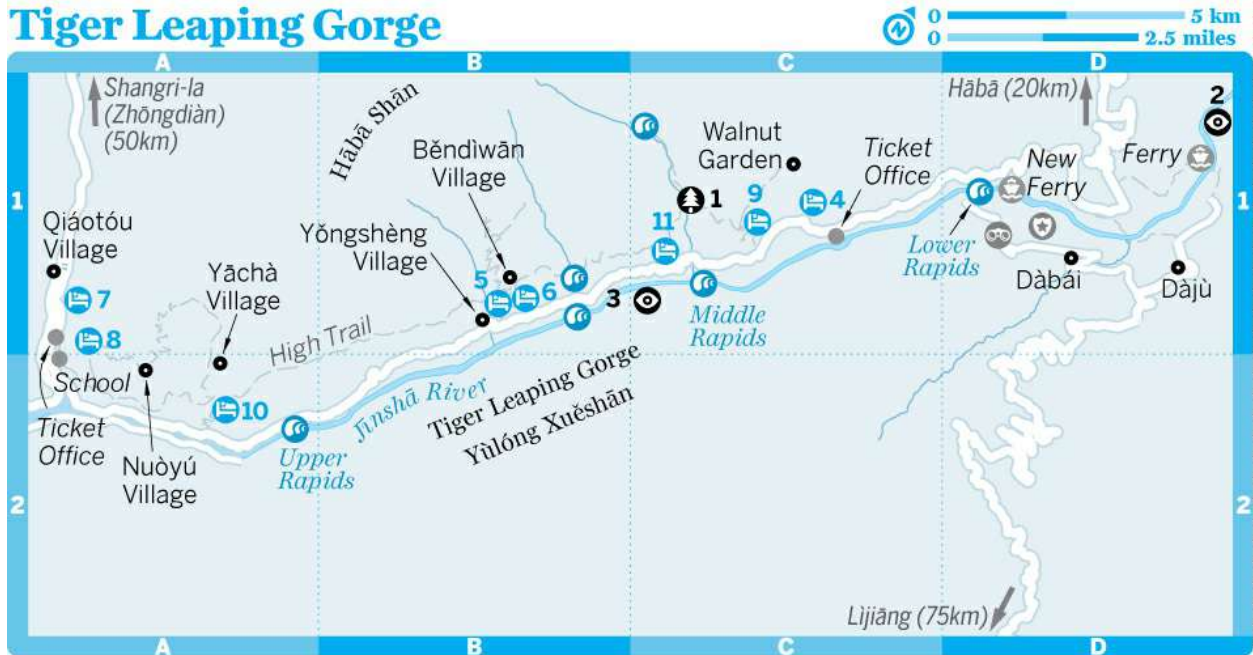 Tiger Leaping Gorge
N
0 5 km
0 2.5 miles
A B C D
Shangri-la
(Zhōngdiàn)
(50km)
Hābā Shān
Běndìwān
Village
Walnut
Garden
Ticket
Office
Hābā (20km)
2
Ferry
New
Ferry
1
1
1
9
4
11
Qiáotóu
Village
Yǒngshèng
Village
Lower
Rapids
Yāchà
Village
5
6
3
7
8
Dàbái
Dàjù
Middle
Rapids
High Trail
School
Tiger Leaping Gorge
Jīnshā River
Yùlóng Xuěshān
10
Ticket
Office
Nuòyú
Village
Upper
Rapids
2
2
Lìjiāng (75km)
A B C D